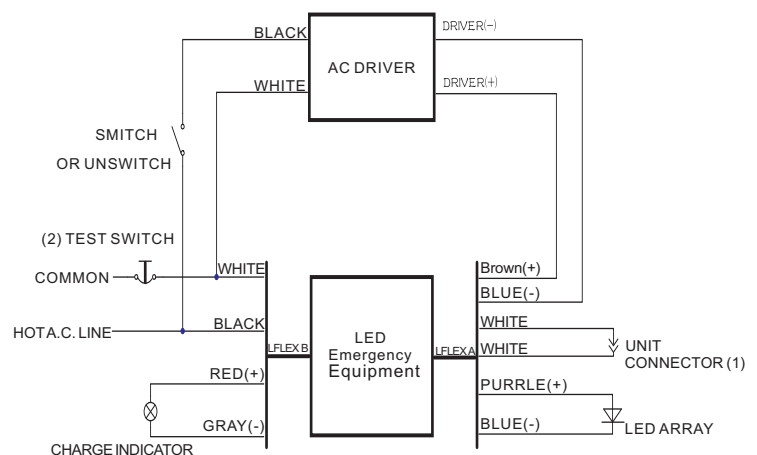 BLACK
DRIVER(-)
AC DRIVER
WHITE
DRIVER(+)
SMITCH
OR UNSWITCH
(2) TEST SWITCH
COMMON
WHITE
Brown(+)
BLUE(-)
HOT A.C. LINE
BLACK
WHITE
LFLEX B
LED
Emergency
Equipment
LFLEX A
WHITE
UNIT
CONNECTOR (1)
RED(+)
PURRLE(+)
GRAY(-)
BLUE(-)
LED ARRAY
CHARGE INDICATOR